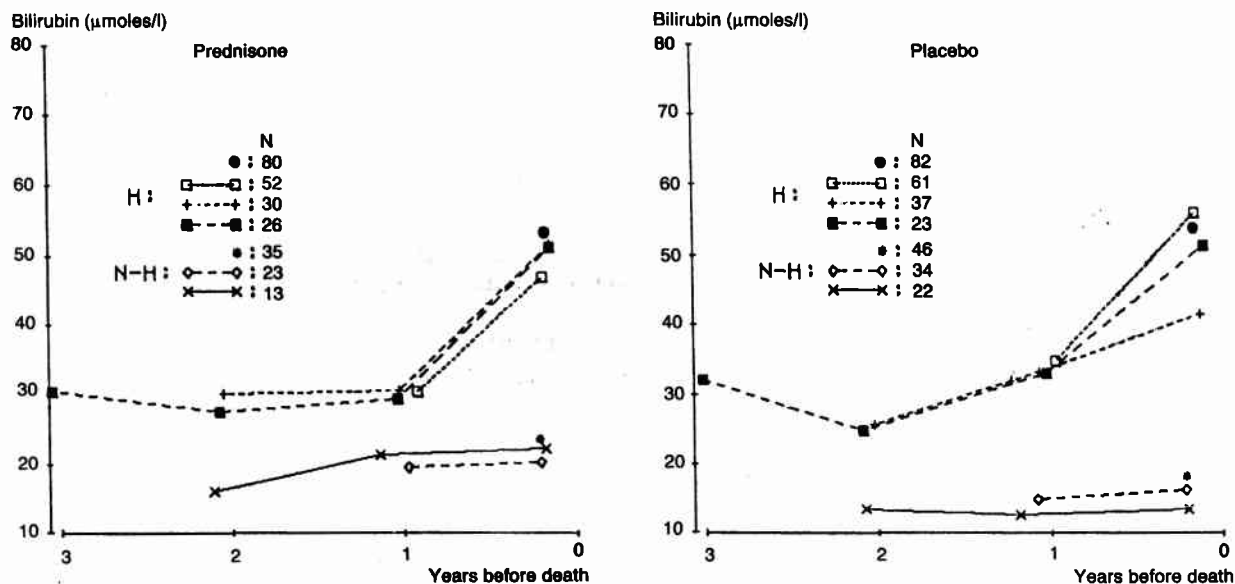 Bilirubin (μmoles/l)
80
Prednisone
70
N
: 80
60
H: : 52
: 30
: 26
50
: 35
N-H: : 23
: 13
40
30
20
10
3 2 1 0
Years before death
Bilirubin (μmoles/l)
80
Placebo
70
N
: 82
60
H: : 61
: 37
: 23
50
: 46
N-H: : 34
: 22
40
30
20
10
3 2 1 0
Years before death